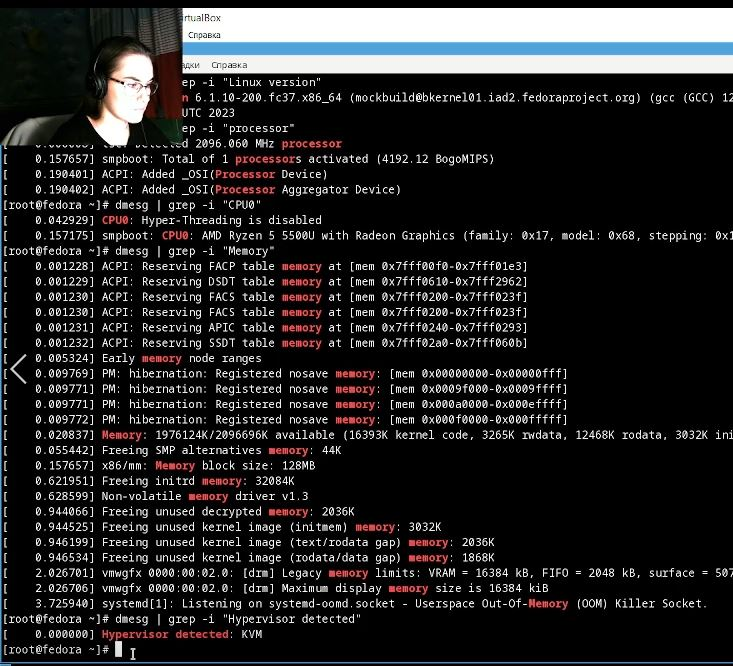 irtualBox
Справка
адки Справка
ep -i "Linux version"
n 6.1.10-200.fc37.x86_64 (mockbuild@bkernel01.iad2.fedoraproject.org) (gcc (GCC) 12
UTC 2023
ep -i "processor"
Detected 2096.060 MHz processor
[ 0.157657] smpboot: Total of 1 processors activated (4192.12 BogoMIPS)
[ 0.190401] ACPI: Added _OSI(Processor Device)
[ 0.190402] ACPI: Added _OSI(Processor Aggregator Device)
[root@fedora ~]# dmesg | grep -i "CPU0"
[ 0.042929] CPU0: Hyper-Threading is disabled
[ 0.157175] smpboot: CPU0: AMD Ryzen 5 5500U with Radeon Graphics (family: 0x17, model: 0x68, stepping: 0x1
[root@fedora ~]# dmesg | grep -i "Memory"
[ 0.001228] ACPI: Reserving FACP table memory at [mem 0x7fff00f0-0x7fff01e3]
[ 0.001229] ACPI: Reserving DSDT table memory at [mem 0x7fff0610-0x7fff2962]
[ 0.001230] ACPI: Reserving FACS table memory at [mem 0x7fff0200-0x7fff023f]
[ 0.001230] ACPI: Reserving FACS table memory at [mem 0x7fff0200-0x7fff023f]
[ 0.001231] ACPI: Reserving APIC table memory at [mem 0x7fff0240-0x7fff0293]
[ 0.001232] ACPI: Reserving SSDT table memory at [mem 0x7fff02a0-0x7fff060b]
[ 0.005324] Early memory node ranges
[ 0.009769] PM: hibernation: Registered nosave memory: [mem 0x00000000-0x00000fff]
[ 0.009771] PM: hibernation: Registered nosave memory: [mem 0x0009f000-0x0009ffff]
[ 0.009771] PM: hibernation: Registered nosave memory: [mem 0x000a0000-0x000effff]
[ 0.009772] PM: hibernation: Registered nosave memory: [mem 0x000f0000-0x000fffff]
[ 0.020837] Memory: 1976124K/2096696K available (16393K kernel code, 3265K rwdata, 12468K rodata, 3032K ini
[ 0.055442] Freeing SMP alternatives memory: 44K
[ 0.157657] x86/mm: Memory block size: 128MB
[ 0.621951] Freeing initrd memory: 32084K
[ 0.628599] Non-volatile memory driver v1.3
[ 0.944066] Freeing unused decrypted memory: 2036K
[ 0.944525] Freeing unused kernel image (initmem) memory: 3032K
[ 0.946199] Freeing unused kernel image (text/rodata gap) memory: 2036K
[ 0.946534] Freeing unused kernel image (rodata/data gap) memory: 1868K
[ 2.026701] vmwgfx 0000:00:02.0: [drm] Legacy memory limits: VRAM = 16384 kB, FIFO = 2048 kB, surface = 507
[ 2.026706] vmwgfx 0000:00:02.0: [drm] Maximum display memory size is 16384 kiB
[ 3.725940] systemd[1]: Listening on systemd-oomd.socket - Userspace Out-Of-Memory (OOM) Killer Socket.
[root@fedora ~]# dmesg | grep -i "Hypervisor detected"
[ 0.000000] Hypervisor detected: KVM
[root@fedora ~]#